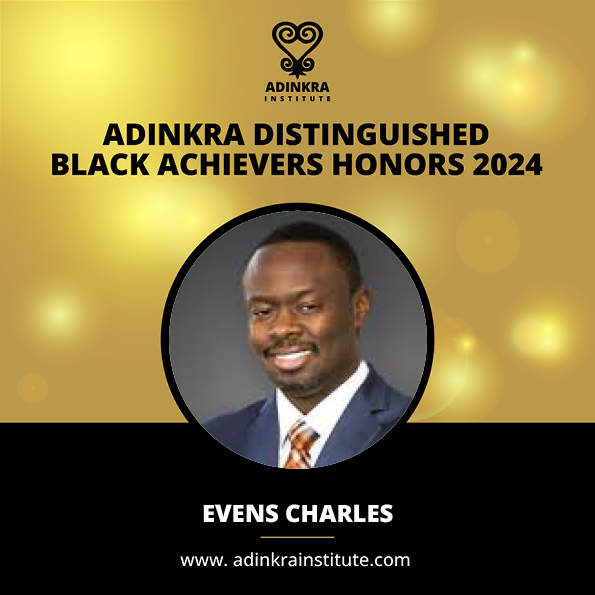 ADINKRA
INSTITUTE
ADINKRA DISTINGUISHED
BLACK ACHIEVERS HONORS 2024
EVENS CHARLES
www. adinkrainstitute.com